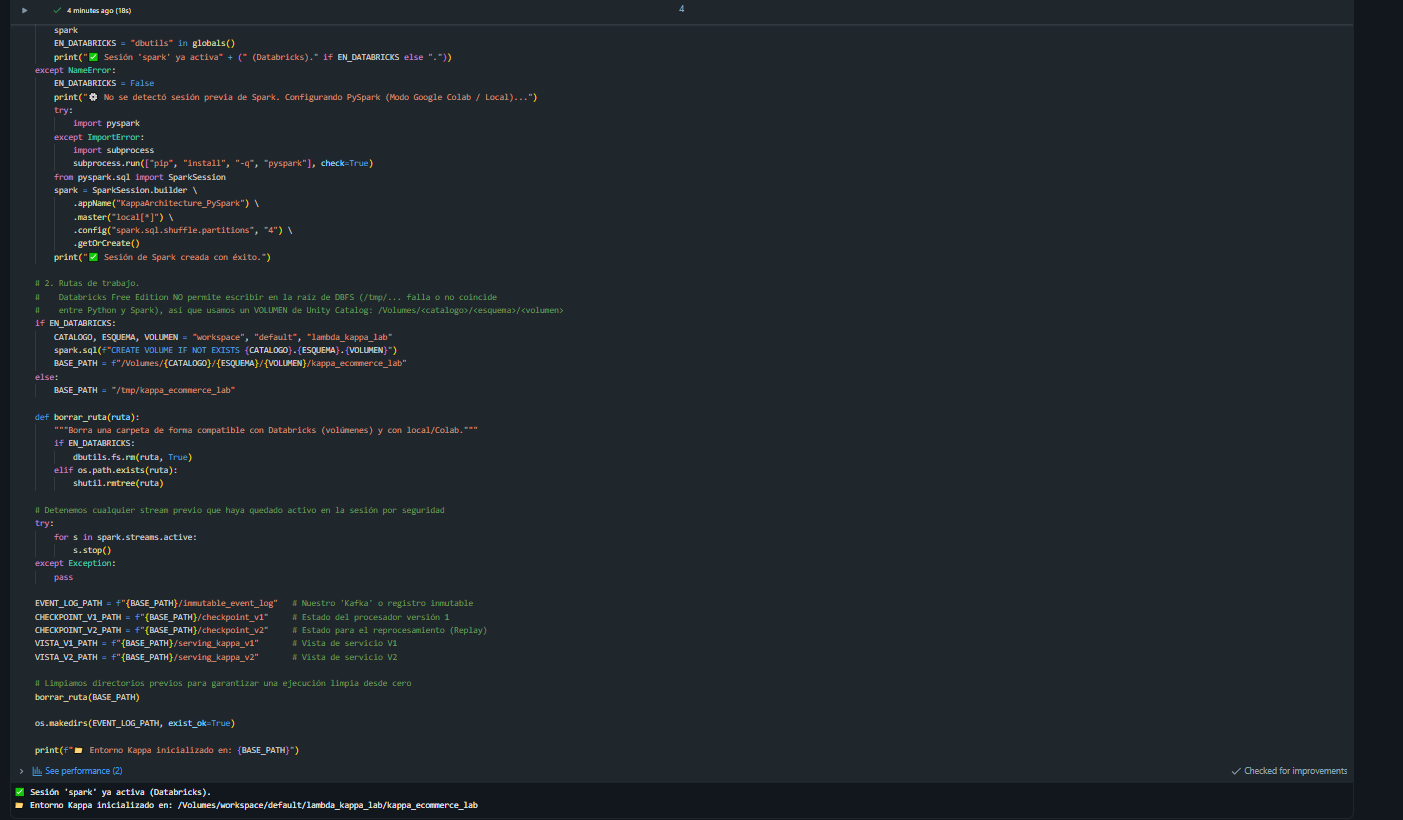 4 minutes ago (18s)
4
spark
EN_DATABRICKS = "dbutils" in globals()
print("✅ Sesión 'spark' ya activa" + (" (Databricks)." if EN_DATABRICKS else "."))
except NameError:
EN_DATABRICKS = False
print("⚙ No se detectó sesión previa de Spark. Configurando PySpark (Modo Google Colab / Local)...")
try:
import pyspark
except ImportError:
import subprocess
subprocess.run(["pip", "install", "-q", "pyspark"], check=True)
from pyspark.sql import SparkSession
spark = SparkSession.builder \
.appName("KappaArchitecture_PySpark") \
.master("local[*]") \
.config("spark.sql.shuffle.partitions", "4") \
.getOrCreate()
print("✅ Sesión de Spark creada con éxito.")
# 2. Rutas de trabajo.
# Databricks Free Edition NO permite escribir en la raíz de DBFS (/tmp/... falla o no coincide
# entre Python y Spark), así que usamos un VOLUMEN de Unity Catalog: /Volumes/<catalogo>/<esquema>/<volumen>
if EN_DATABRICKS:
CATALOGO, ESQUEMA, VOLUMEN = "workspace", "default", "lambda_kappa_lab"
spark.sql(f"CREATE VOLUME IF NOT EXISTS {CATALOGO}.{ESQUEMA}.{VOLUMEN}")
BASE_PATH = f"/Volumes/{CATALOGO}/{ESQUEMA}/{VOLUMEN}/kappa_ecommerce_lab"
else:
BASE_PATH = "/tmp/kappa_ecommerce_lab"
def borrar_ruta(ruta):
"""Borra una carpeta de forma compatible con Databricks (volúmenes) y con local/Colab."""
if EN_DATABRICKS:
dbutils.fs.rm(ruta, True)
elif os.path.exists(ruta):
shutil.rmtree(ruta)
# Detenemos cualquier stream previo que haya quedado activo en la sesión por seguridad
try:
for s in spark.streams.active:
s.stop()
except Exception:
pass
EVENT_LOG_PATH = f"{BASE_PATH}/immutable_event_log" # Nuestro 'Kafka' o registro inmutable
CHECKPOINT_V1_PATH = f"{BASE_PATH}/checkpoint_v1" # Estado del procesador versión 1
CHECKPOINT_V2_PATH = f"{BASE_PATH}/checkpoint_v2" # Estado para el reprocesamiento (Replay)
VISTA_V1_PATH = f"{BASE_PATH}/serving_kappa_v1" # Vista de servicio V1
VISTA_V2_PATH = f"{BASE_PATH}/serving_kappa_v2" # Vista de servicio V2
# Limpiamos directorios previos para garantizar una ejecución limpia desde cero
borrar_ruta(BASE_PATH)
os.makedirs(EVENT_LOG_PATH, exist_ok=True)
print(f"📂 Entorno Kappa inicializado en: {BASE_PATH}")
See performance (2)
Checked for improvements
✅ Sesión 'spark' ya activa (Databricks).
📂 Entorno Kappa inicializado en: /Volumes/workspace/default/lambda_kappa_lab/kappa_ecommerce_lab